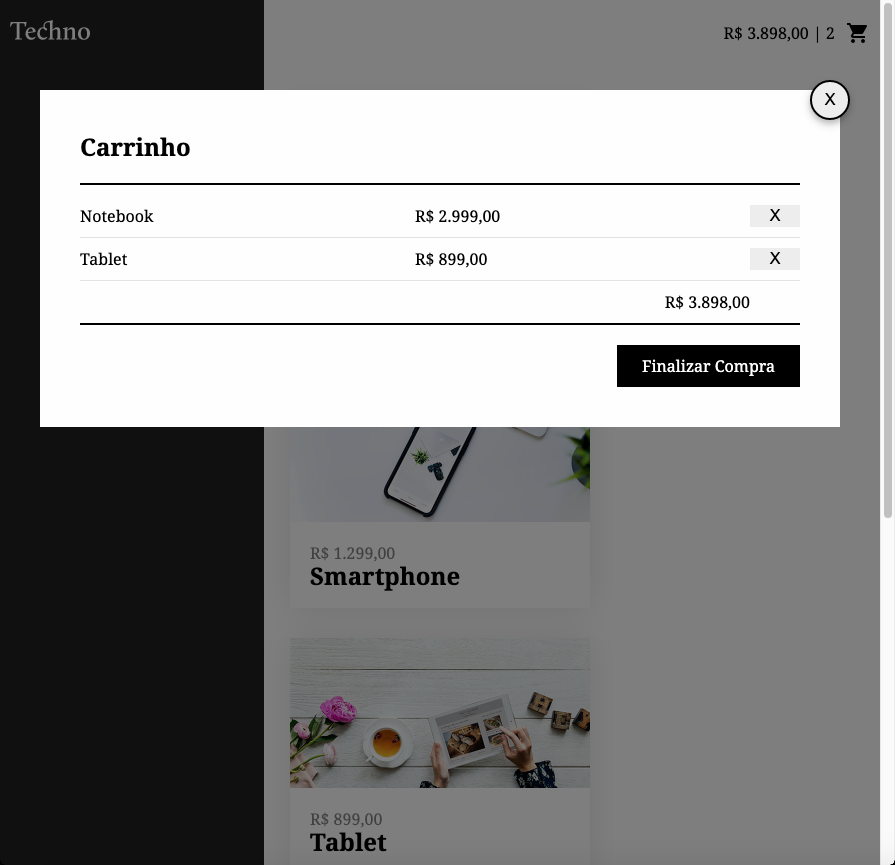 Techno
R$ 3.898,00 | 2
X
Carrinho
Notebook R$ 2.999,00 X
Tablet R$ 899,00 X
R$ 3.898,00
Finalizar Compra
R$ 1.299,00
Smartphone
R$ 899,00
Tablet